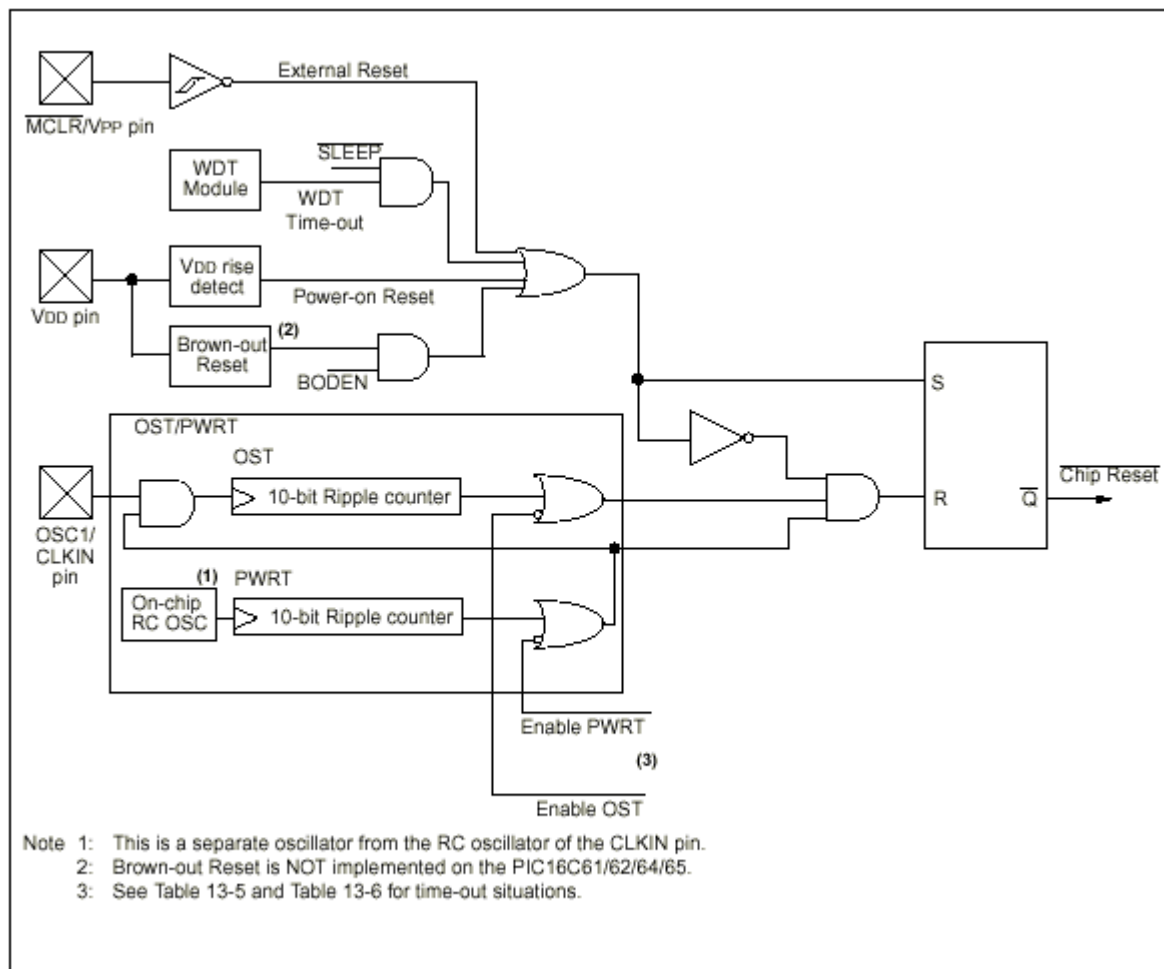 External Reset
MCLR/VPP pin
SLEEP
WDT
Module
WDT
Time-out
VDD rise
detect
Power-on Reset
VDD pin
(2)
Brown-out
Reset
BODEN
S
OST/PWRT
OST
10-bit Ripple counter
Chip Reset
R
Q
OSC1/
CLKIN
pin
(1)
PWRT
On-chip
RC OSC
10-bit Ripple counter
Enable PWRT
(3)
Enable OST
Note 1: This is a separate oscillator from the RC oscillator of the CLKIN pin.
2: Brown-out Reset is NOT implemented on the PIC16C61/62/64/65.
3: See Table 13-5 and Table 13-6 for time-out situations.